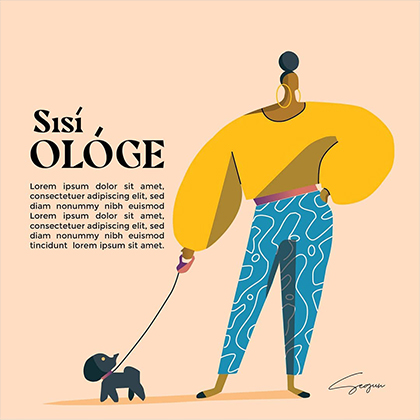 Sisí
OLÓGE
Lorem ipsum dolor sit amet,
consectetuer adipiscing elit, sed
diam nonummy nibh euismod
Lorem ipsum dolor sit amet,
consectetuer adipiscing elit, sed
diam nonummy nibh euismod
tincidunt lorem ipsum dolor sit amet.
Segun